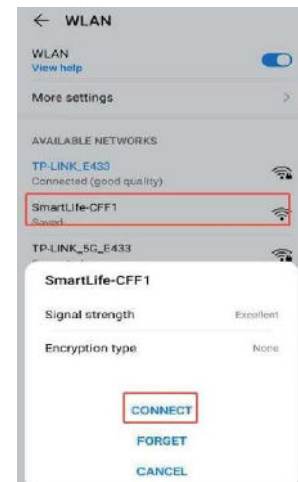 ← WLAN
WLAN
View help
More settings >
AVAILABLE NETWORKS
TP-LINK_E433
Connected (good quality)
SmartLife-CFF1
Saved
TP-LINK_5G_E433
SmartLife-CFF1
Signal strength Excellent
Encryption type None
CONNECT
FORGET
CANCEL